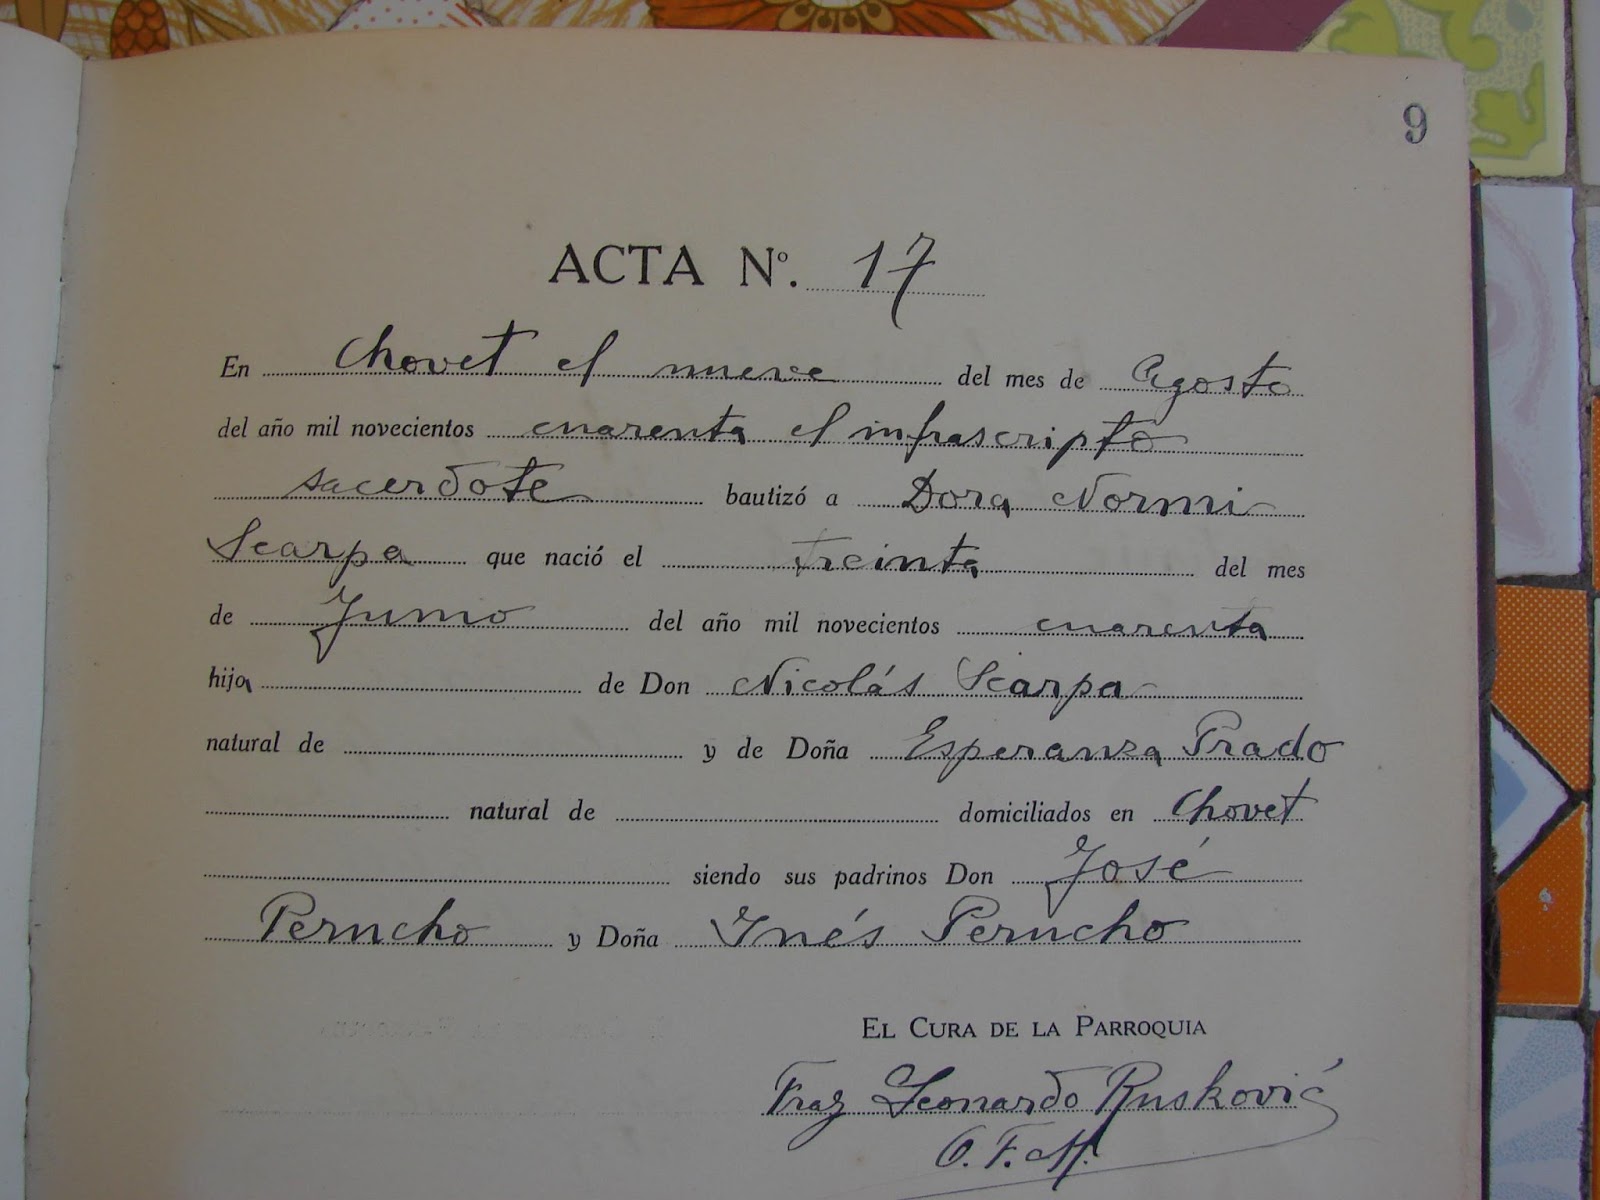 9
ACTA Nº. 17
En Chovet el nueve del mes de Agosto
del año mil novecientos cuarenta el infrascripto
sacerdote bautizó a Dora Normi
Scarpa que nació el treinta del mes
de Junio del año mil novecientos cuarenta
hija de Don Nicolás Scarpa
natural de y de Doña Esperanza Prado
natural de domiciliados en Chovet
siendo sus padrinos Don José
Perucho y Doña Inés Perucho
EL CURA DE LA PARROQUIA
Fray Leonardo Rusković
O.F.M.